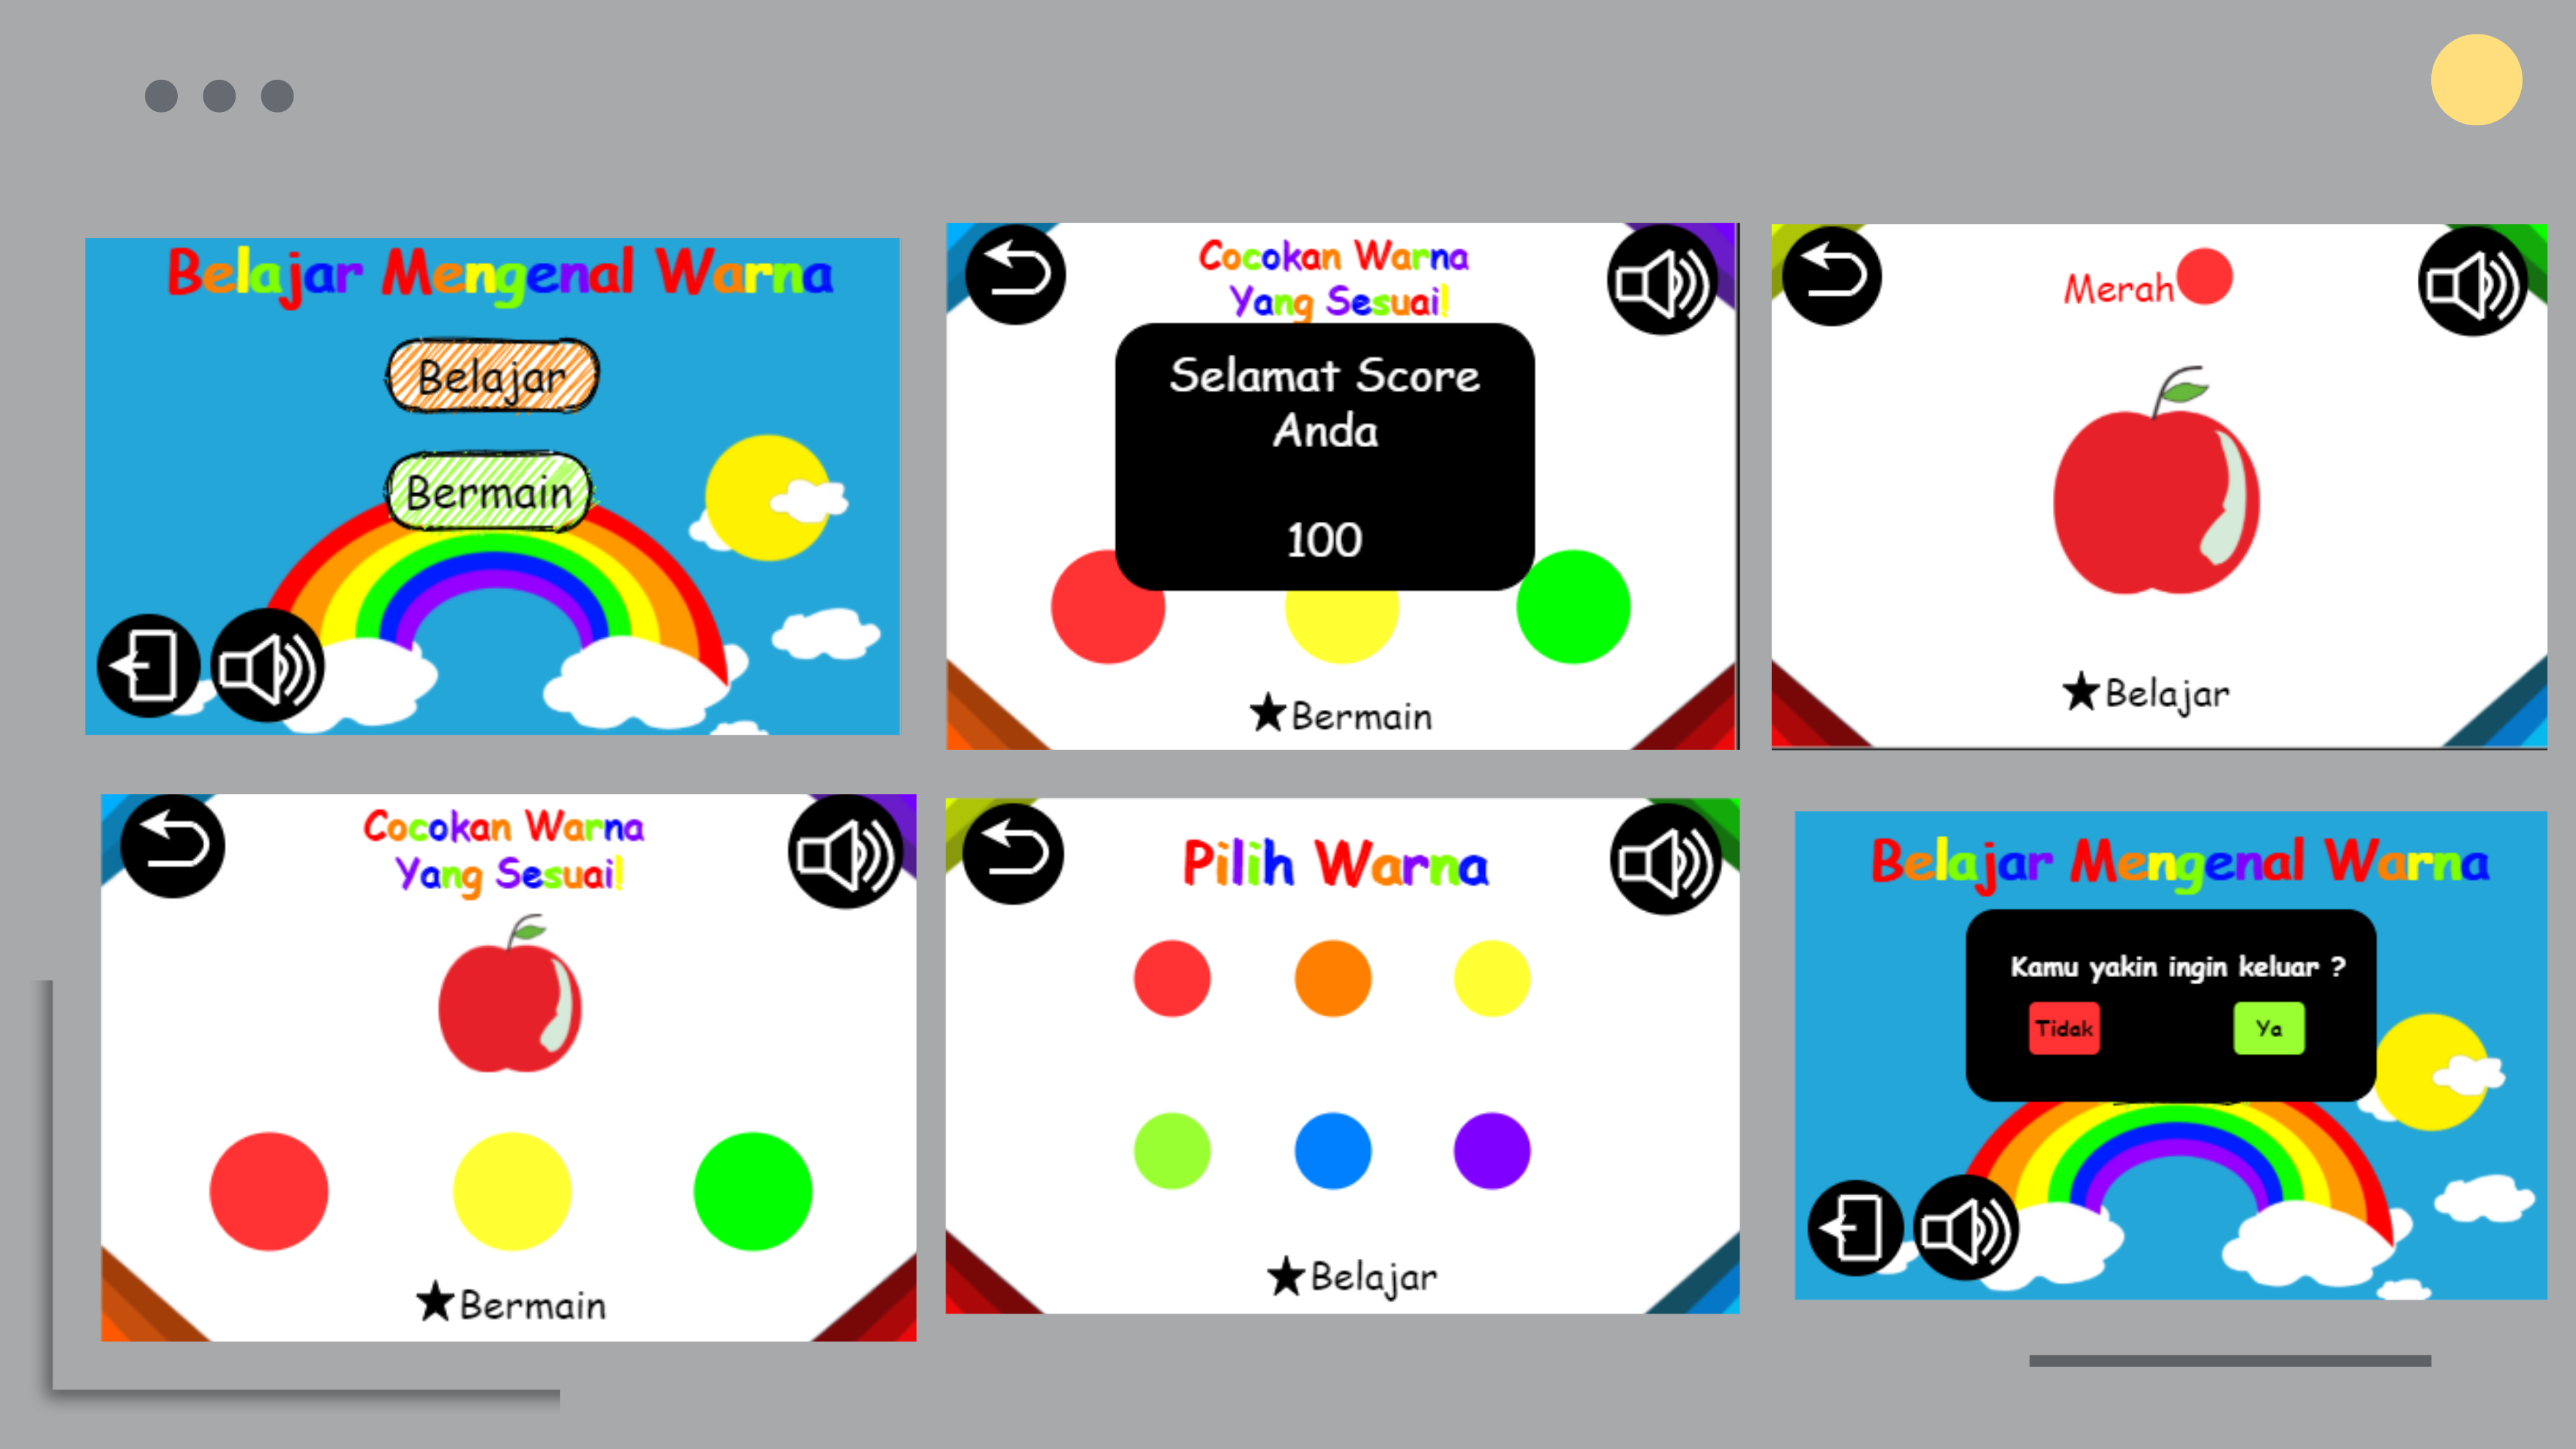 Belajar Mengenal Warna
Belajar
Bermain
Cocokan Warna
Yang Sesuai!
Selamat Score
Anda
100
★Bermain
Merah
★Belajar
Cocokan Warna
Yang Sesuai!
★Bermain
Pilih Warna
★Belajar
Belajar Mengenal Warna
Kamu yakin ingin keluar ?
Tidak
Ya